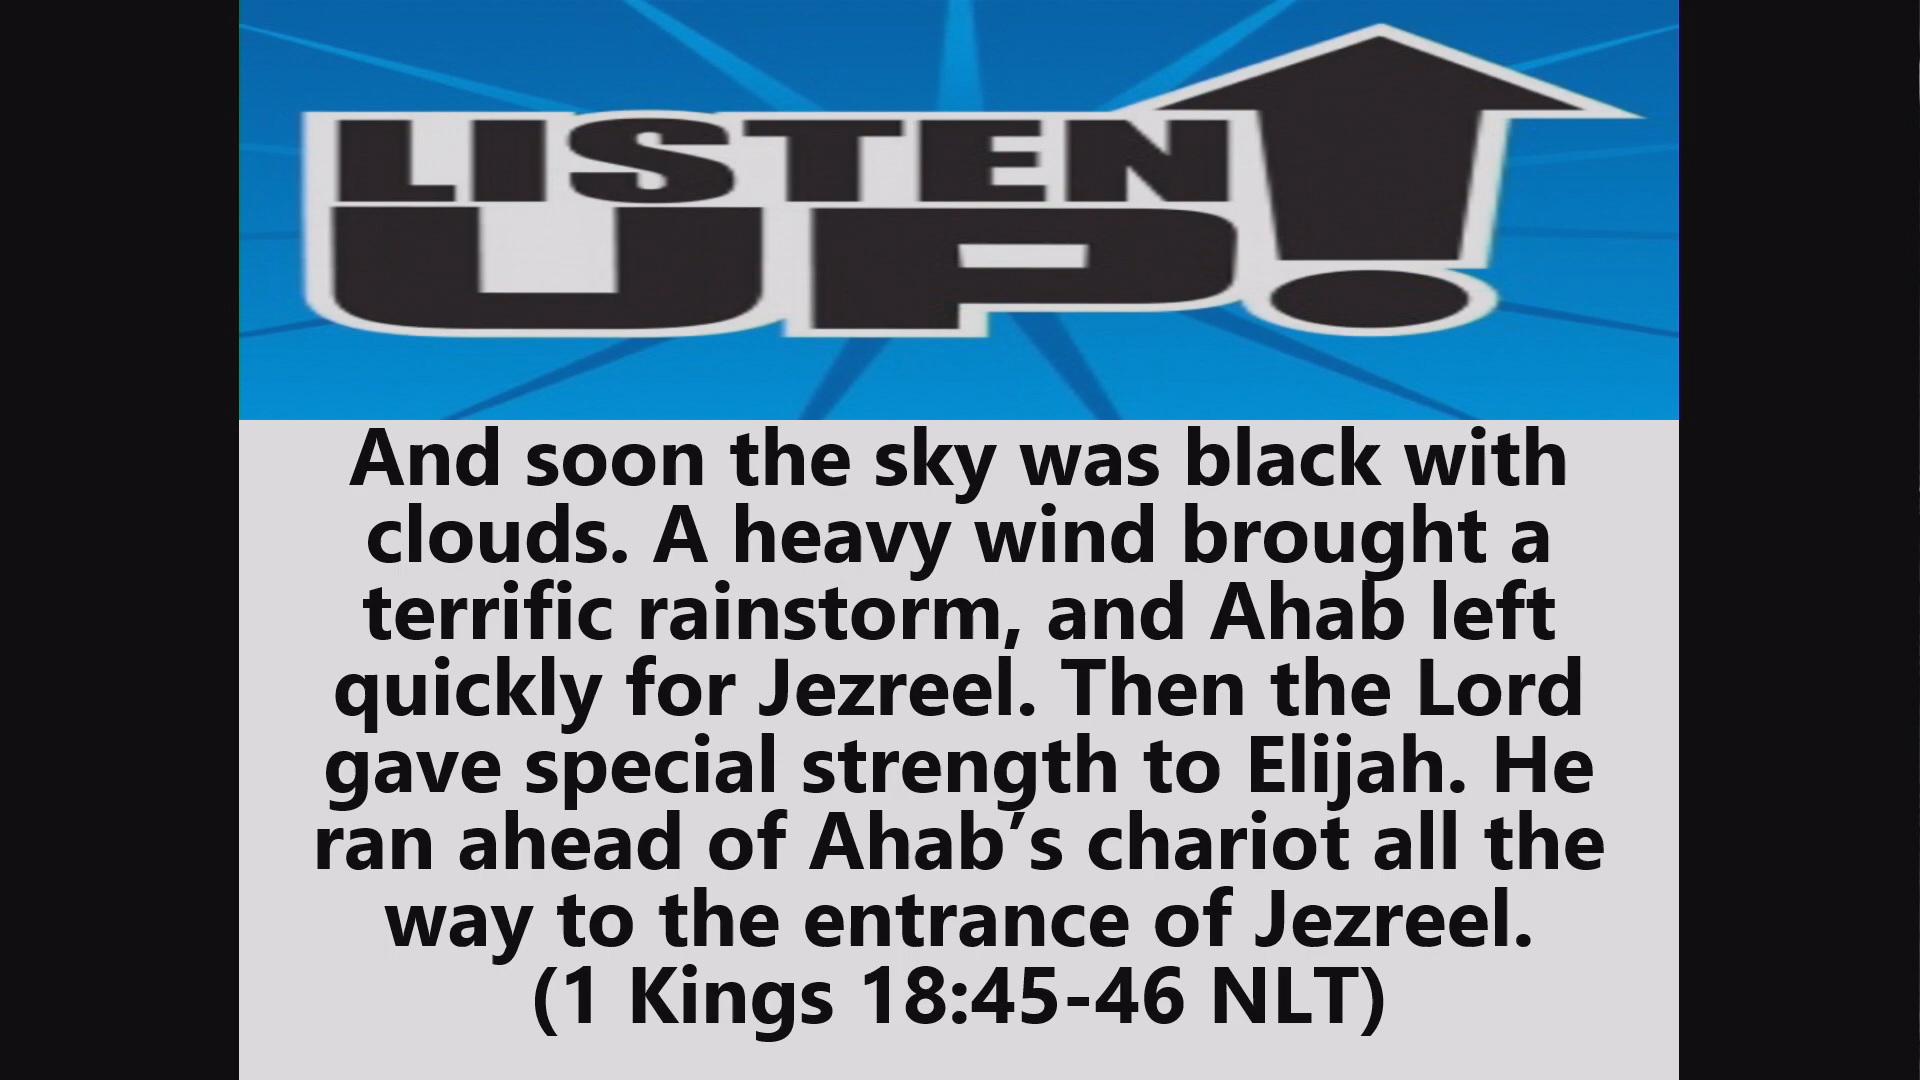 LISTEN
UP!
And soon the sky was black with
clouds. A heavy wind brought a
terrific rainstorm, and Ahab left
quickly for Jezreel. Then the Lord
gave special strength to Elijah. He
ran ahead of Ahab’s chariot all the
way to the entrance of Jezreel.
(1 Kings 18:45-46 NLT)